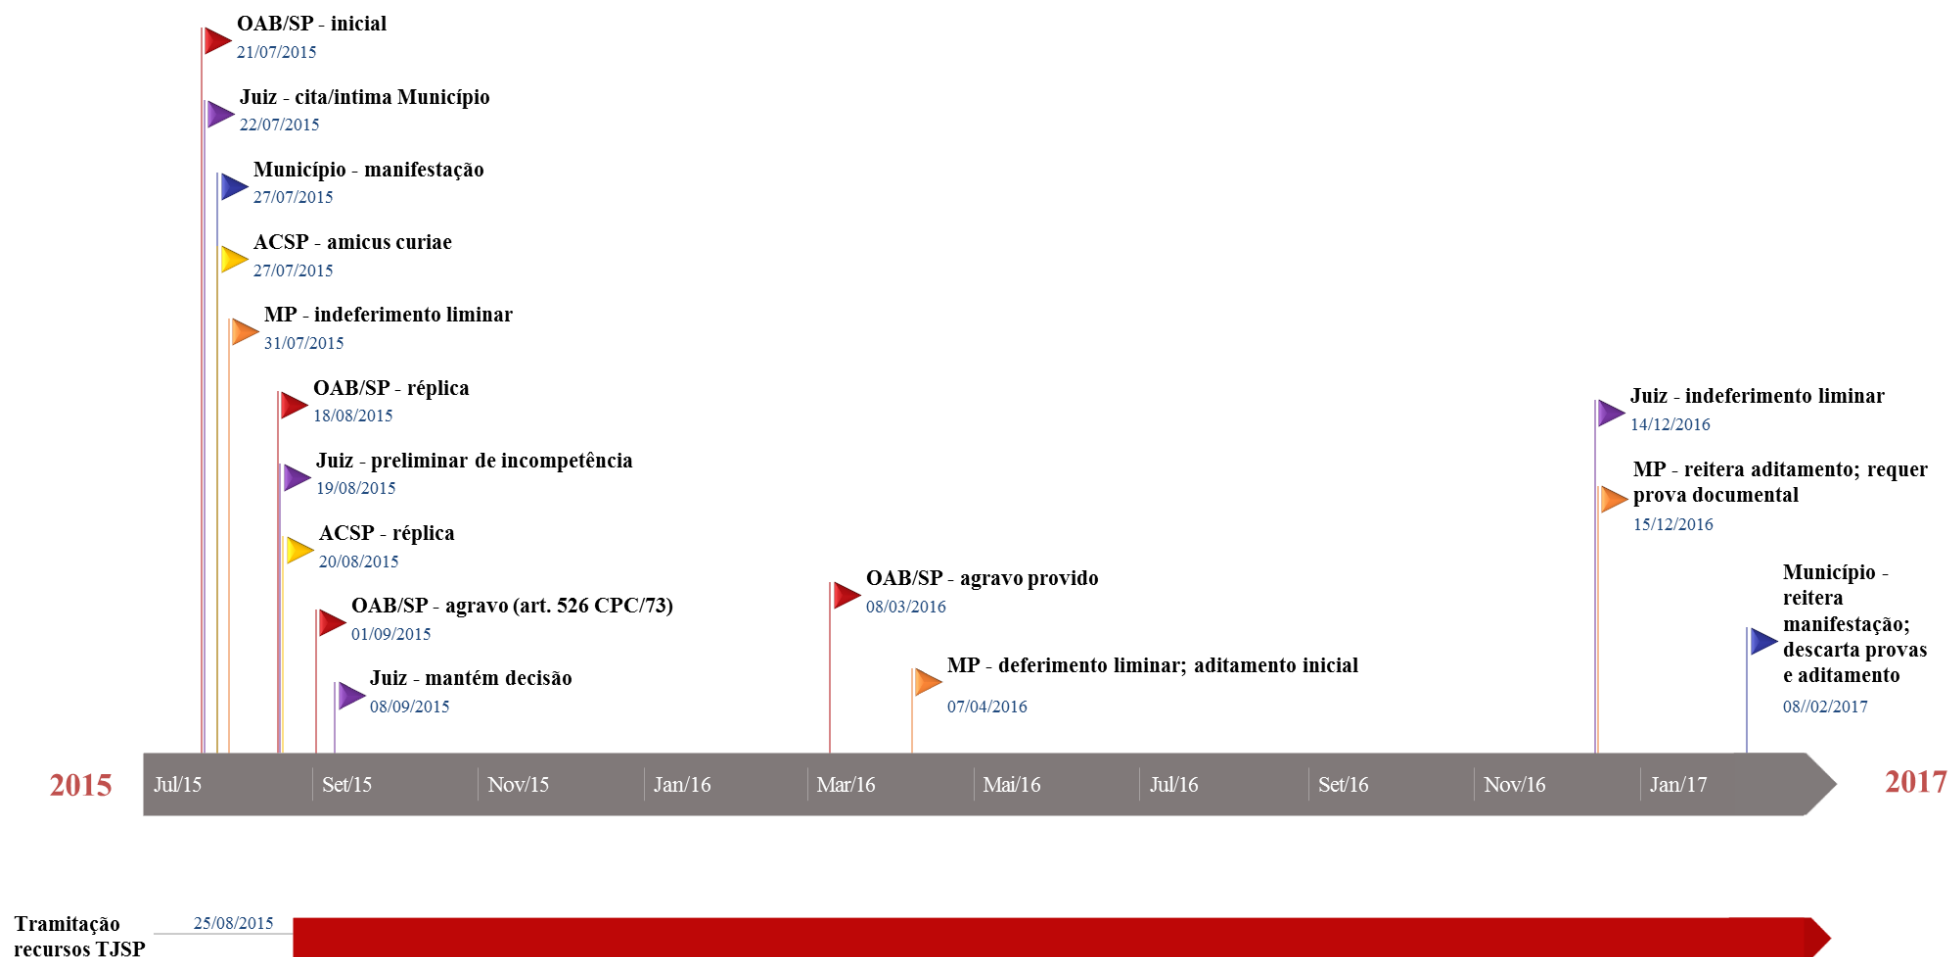 OAB/SP - inicial
21/07/2015
Juiz - cita/intima Município
22/07/2015
Município - manifestação
27/07/2015
ACSP - amicus curiae
27/07/2015
MP - indeferimento liminar
31/07/2015
OAB/SP - réplica
18/08/2015
Juiz - preliminar de incompetência
19/08/2015
ACSP - réplica
20/08/2015
OAB/SP - agravo (art. 526 CPC/73)
01/09/2015
Juiz - mantém decisão
08/09/2015
OAB/SP - agravo provido
08/03/2016
MP - deferimento liminar; aditamento inicial
07/04/2016
Juiz - indeferimento liminar
14/12/2016
MP - reitera aditamento; requer
prova documental
15/12/2016
Município -
reitera
manifestação;
descarta provas
e aditamento
08//02/2017
2015
Jul/15
Set/15
Nov/15
Jan/16
Mar/16
Mai/16
Jul/16
Set/16
Nov/16
Jan/17
2017
Tramitação
recursos TJSP
25/08/2015